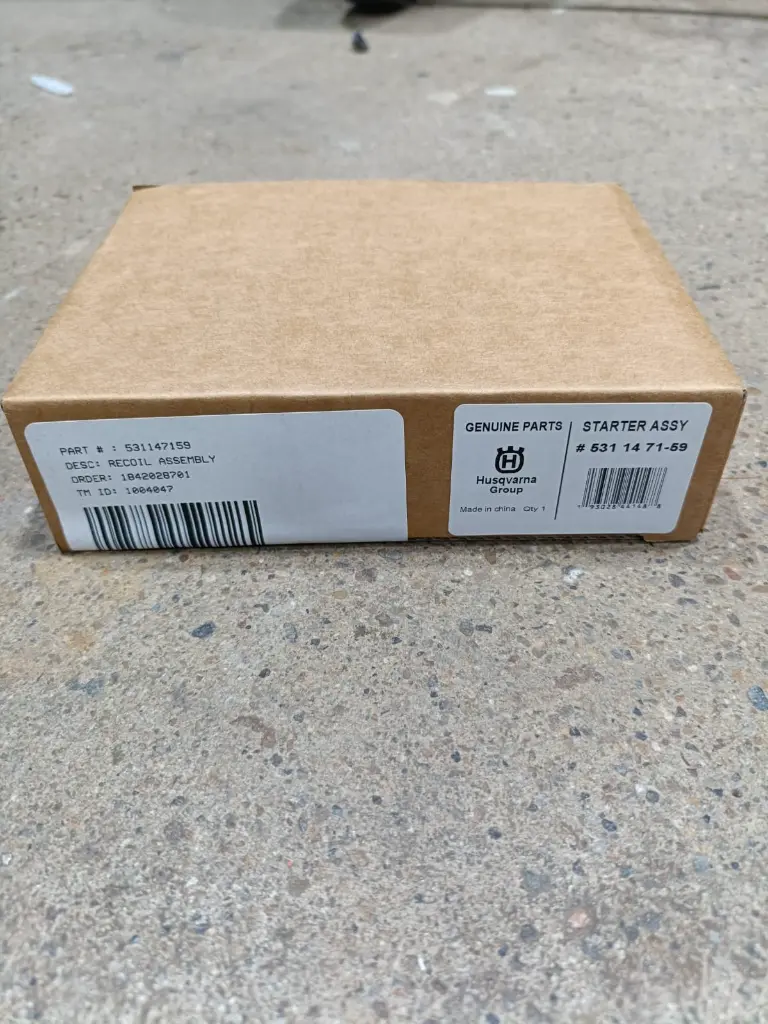 PART # : 531147159
DESC: RECOIL ASSEMBLY
ORDER: 1842028701
TM ID: 1004047
GENUINE PARTS
Husqvarna
Group
Made in china Qty 1
STARTER ASSY
# 531 14 71-59